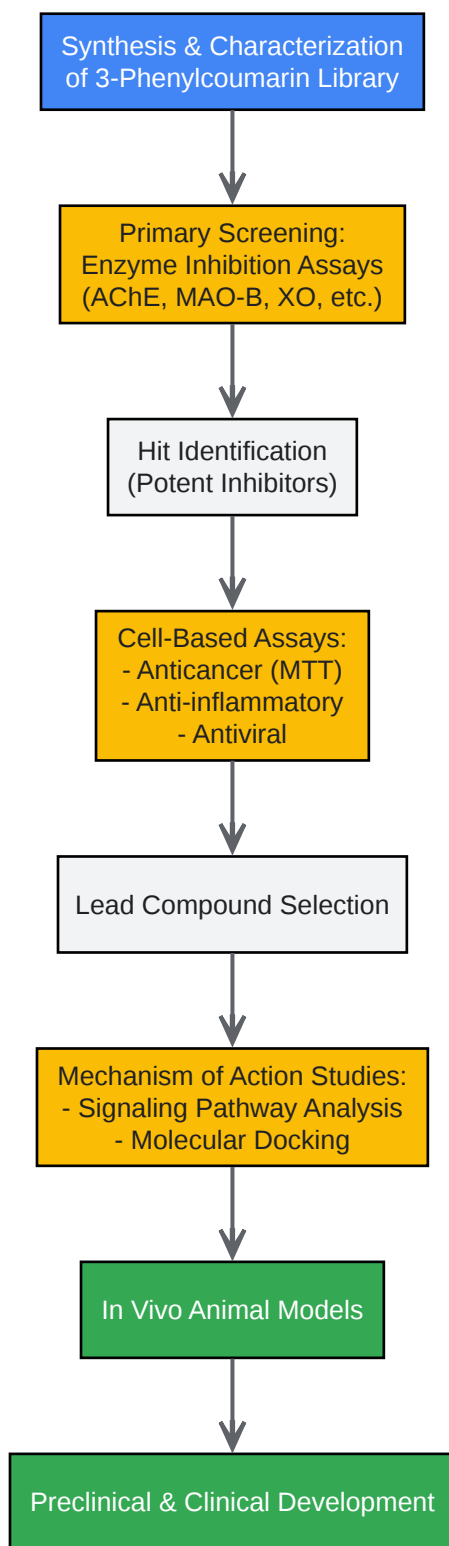 Synthesis & Characterization
of 3-Phenylcoumarin Library
Primary Screening:
Enzyme Inhibition Assays
(AChE, MAO-B, XO, etc.)
Hit Identification
(Potent Inhibitors)
Cell-Based Assays:
- Anticancer (MTT)
- Anti-inflammatory
- Antiviral
Lead Compound Selection
Mechanism of Action Studies:
- Signaling Pathway Analysis
- Molecular Docking
In Vivo Animal Models
Preclinical & Clinical Development